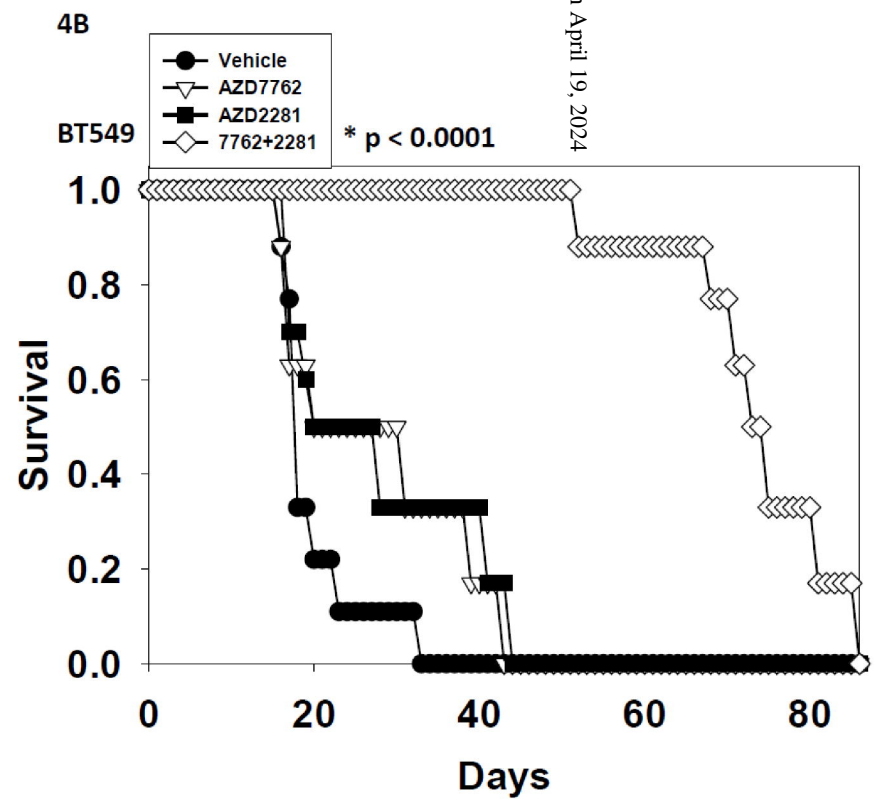 4B
n April 19, 2024
Vehicle
AZD7762
AZD2281
7762+2281
BT549
* p < 0.0001
Survival
1.0
0.8
0.6
0.4
0.2
0.0
0
20
40
60
80
Days